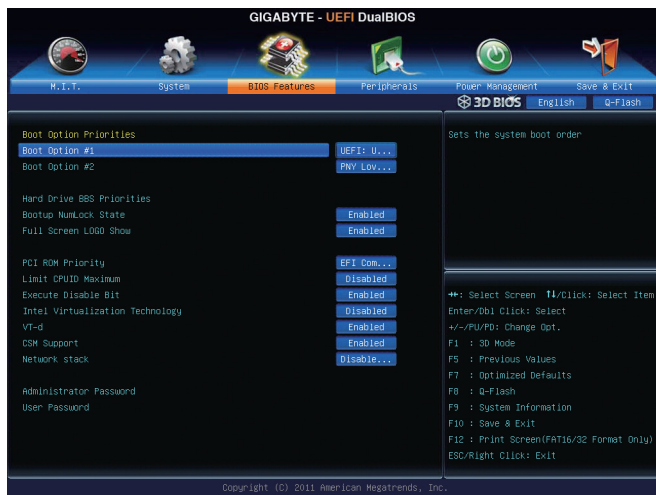 GIGABYTE - UEFI DualBIOS
M.I.T. System BIOS Features Peripherals Power Management Save & Exit
3D BIOS English Q-Flash
Boot Option Priorities
Boot Option #1 UEFI: U...
Boot Option #2 PNY Lov...
Hard Drive BBS Priorities
Bootup NumLock State Enabled
Full Screen LOGO Show Enabled
PCI ROM Priority EFI Com...
Limit CPUID Maximum Disabled
Execute Disable Bit Enabled
Intel Virtualization Technology Disabled
VT-d Enabled
CSM Support Enabled
Network stack Disable...
Administrator Password
User Password
Sets the system boot order
→←: Select Screen ↑↓/Click: Select Item
Enter/Dbl Click: Select
+/-/PU/PD: Change Opt.
F1 : 3D Mode
F5 : Previous Values
F7 : Optimized Defaults
F8 : Q-Flash
F9 : System Information
F10 : Save & Exit
F12 : Print Screen(FAT16/32 Format Only)
ESC/Right Click: Exit
Copyright (C) 2011 American Megatrends, Inc.